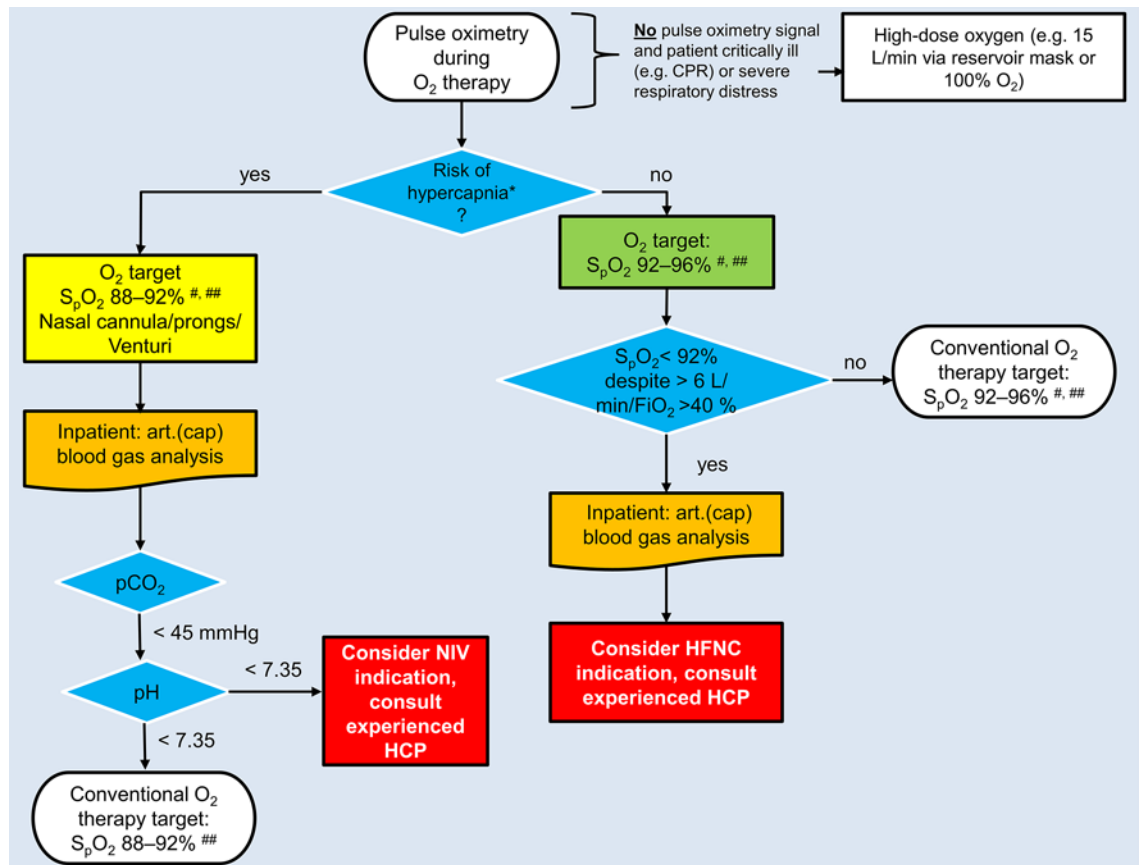 Pulse oximetry
during
O₂ therapy
No pulse oximetry signal
and patient critically ill
(e.g. CPR) or severe
respiratory distress
High-dose oxygen (e.g. 15
L/min via reservoir mask or
100% O₂)
Risk of
hypercapnia*
?
yes
no
O₂ target
SₚO₂ 88–92% #, ##
Nasal cannula/prongs/
Venturi
O₂ target:
SₚO₂ 92–96% #, ##
SₚO₂< 92%
despite > 6 L/
min/FiO₂ >40 %
no
Conventional O₂
therapy target:
SₚO₂ 92–96% #, ##
Inpatient: art.(cap)
blood gas analysis
yes
Inpatient: art.(cap)
blood gas analysis
pCO₂
< 45 mmHg
pH
< 7.35
Consider NIV
indication,
consult
experienced
HCP
Consider HFNC
indication, consult
experienced HCP
< 7.35
Conventional O₂
therapy target:
SₚO₂ 88–92% ##